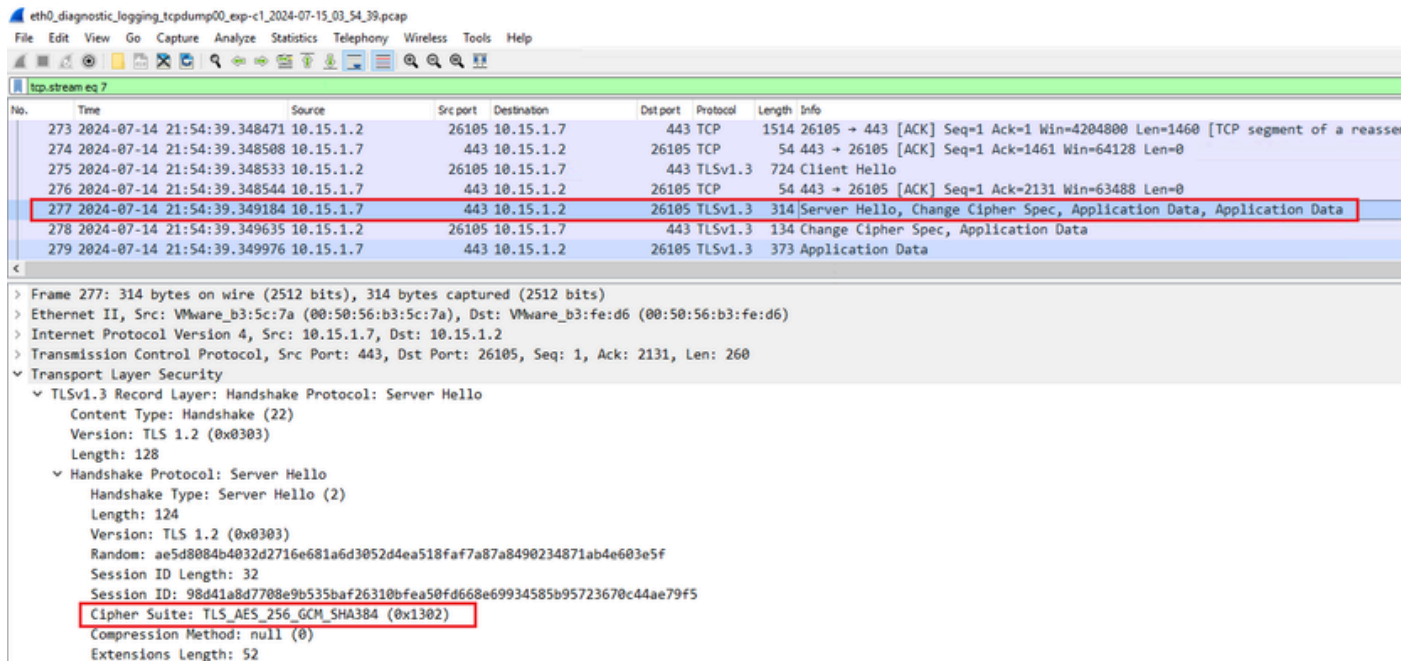 eth0_diagnostic_logging_tcpdump00_exp-c1_2024-07-15_03_54_39.pcap
File Edit View Go Capture Analyze Statistics Telephony Wireless Tools Help
tcp.stream eq 7
No. Time Source Src port Destination Dst port Protocol Length Info
273 2024-07-14 21:54:39.348471 10.15.1.2 26105 10.15.1.7 443 TCP 1514 26105 → 443 [ACK] Seq=1 Ack=1 Win=4204800 Len=1460 [TCP segment of a reasse
274 2024-07-14 21:54:39.348508 10.15.1.7 443 10.15.1.2 26105 TCP 54 443 → 26105 [ACK] Seq=1 Ack=1461 Win=64128 Len=0
275 2024-07-14 21:54:39.348533 10.15.1.2 26105 10.15.1.7 443 TLSv1.3 724 Client Hello
276 2024-07-14 21:54:39.348544 10.15.1.7 443 10.15.1.2 26105 TCP 54 443 → 26105 [ACK] Seq=1 Ack=2131 Win=63488 Len=0
277 2024-07-14 21:54:39.349184 10.15.1.7 443 10.15.1.2 26105 TLSv1.3 314 Server Hello, Change Cipher Spec, Application Data, Application Data
278 2024-07-14 21:54:39.349635 10.15.1.2 26105 10.15.1.7 443 TLSv1.3 134 Change Cipher Spec, Application Data
279 2024-07-14 21:54:39.349976 10.15.1.7 443 10.15.1.2 26105 TLSv1.3 373 Application Data
Frame 277: 314 bytes on wire (2512 bits), 314 bytes captured (2512 bits)
Ethernet II, Src: VMware_b3:5c:7a (00:50:56:b3:5c:7a), Dst: VMware_b3:fe:d6 (00:50:56:b3:fe:d6)
Internet Protocol Version 4, Src: 10.15.1.7, Dst: 10.15.1.2
Transmission Control Protocol, Src Port: 443, Dst Port: 26105, Seq: 1, Ack: 2131, Len: 260
Transport Layer Security
TLSv1.3 Record Layer: Handshake Protocol: Server Hello
Content Type: Handshake (22)
Version: TLS 1.2 (0x0303)
Length: 128
Handshake Protocol: Server Hello
Handshake Type: Server Hello (2)
Length: 124
Version: TLS 1.2 (0x0303)
Random: ae5d8084b4032d2716e681a6d3052d4ea518faf7a87a8490234871ab4e603e5f
Session ID Length: 32
Session ID: 98d41a8d7708e9b535baf26310bfea50fd668e69934585b95723670c44ae79f5
Cipher Suite: TLS_AES_256_GCM_SHA384 (0x1302)
Compression Method: null (0)
Extensions Length: 52